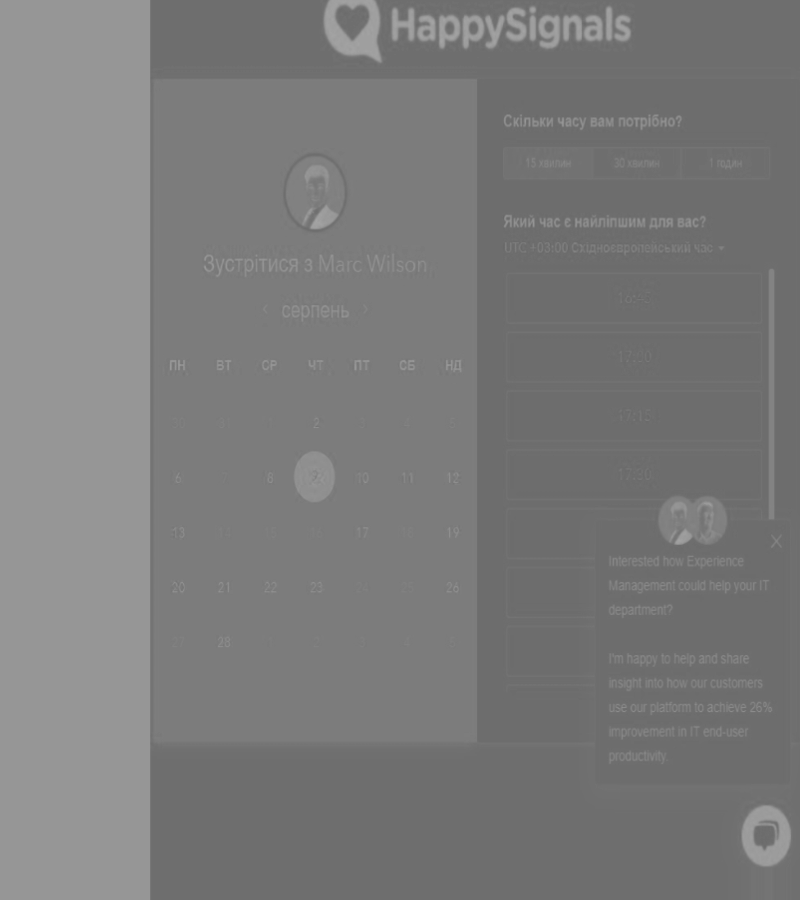 HappySignals
Зустрітися з Marc Wilson
серпень
ПН ВТ СР ЧТ ПТ СБ НД
2
6 8 10 11 12
13 17 19
20 21 22 23 26
28
Скільки часу вам потрібно?
15 хвилин 30 хвилин 1 годин
Який час є найліпшим для вас?
UTC +03:00 Східноєвропейський час
16:45
17:00
17:15
17:30
Interested how Experience
Management could help your IT
department?
I'm happy to help and share
insight into how our customers
use our platform to achieve 26%
improvement in IT end-user
productivity.